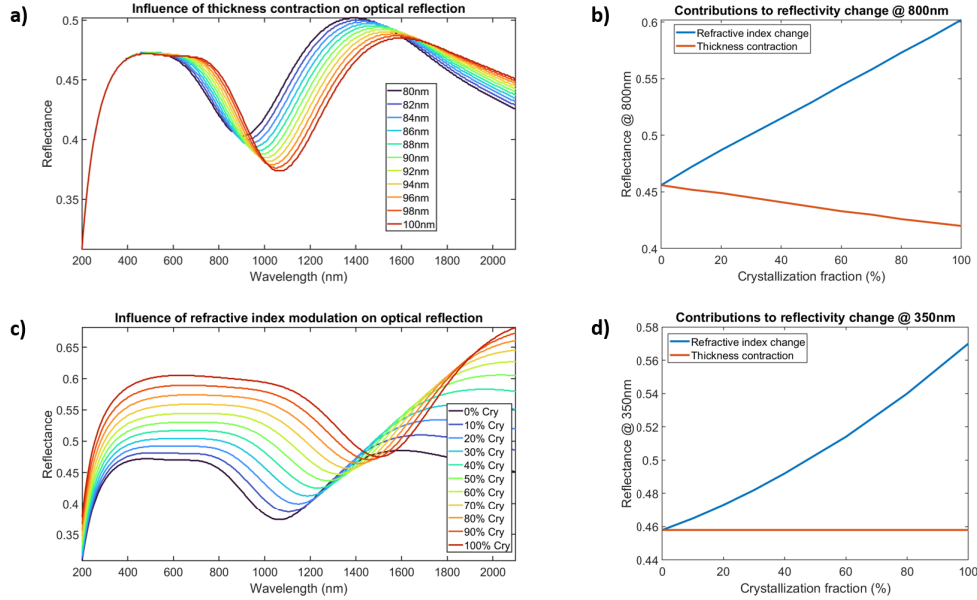 a)
Influence of thickness contraction on optical reflection
0.5
0.45
0.4
0.35
Reflectance
200 400 600 800 1000 1200 1400 1600 1800 2000
Wavelength (nm)
80nm
82nm
84nm
86nm
88nm
90nm
92nm
94nm
96nm
98nm
100nm
b)
Contributions to reflectivity change @ 800nm
0.6
0.55
0.5
0.45
0.4
Reflectance @ 800nm
Refractive index change
Thickness contraction
0 20 40 60 80 100
Crystallization fraction (%)
c)
Influence of refractive index modulation on optical reflection
0.65
0.6
0.55
0.5
0.45
0.4
0.35
Reflectance
200 400 600 800 1000 1200 1400 1600 1800 2000
Wavelength (nm)
0% Cry
10% Cry
20% Cry
30% Cry
40% Cry
50% Cry
60% Cry
70% Cry
80% Cry
90% Cry
100% Cry
d)
Contributions to reflectivity change @ 350nm
0.58
0.56
0.54
0.52
0.5
0.48
0.46
0.44
Reflectance @ 350nm
Refractive index change
Thickness contraction
0 20 40 60 80 100
Crystallization fraction (%)